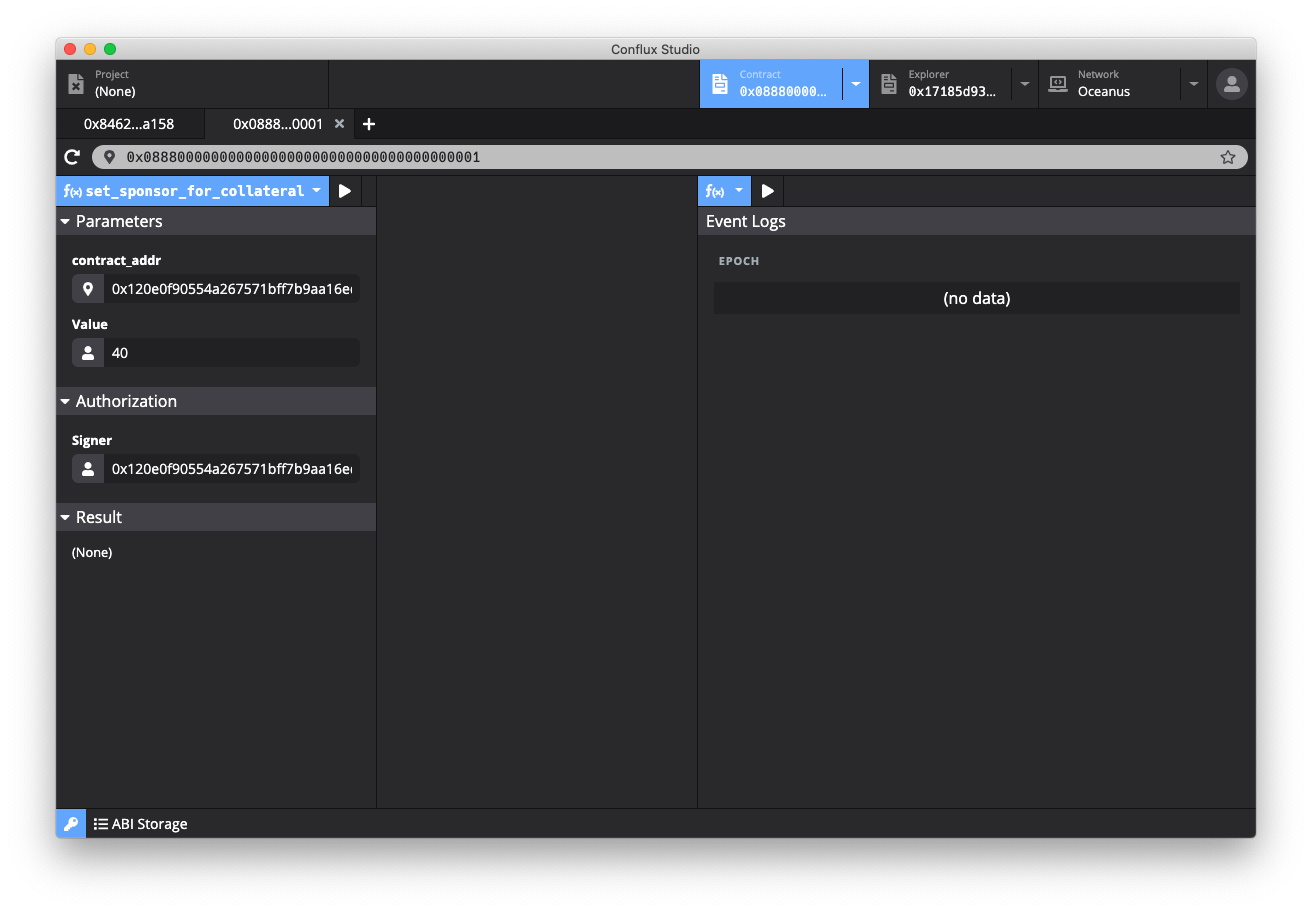 Conflux Studio
Project
(None)
Contract
0x08880000...
Explorer
0x17185d93...
Network
Oceanus
0x8462...a158
0x0888...0001
0x0888000000000000000000000000000000000001
f(x) set_sponsor_for_collateral
f(x)
Parameters
Event Logs
contract_addr
0x120e0f90554a267571bff7b9aa16e
EPOCH
(no data)
Value
40
Authorization
Signer
0x120e0f90554a267571bff7b9aa16e
Result
(None)
ABI Storage